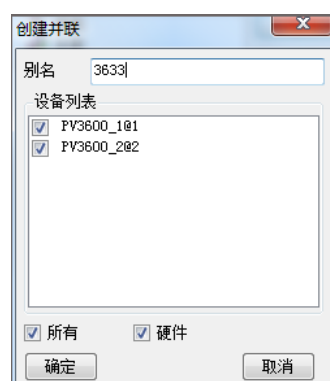 创建并联
别名 3633
设备列表
PV3600_1@1
PV3600_2@2
所有 硬件
确定 取消